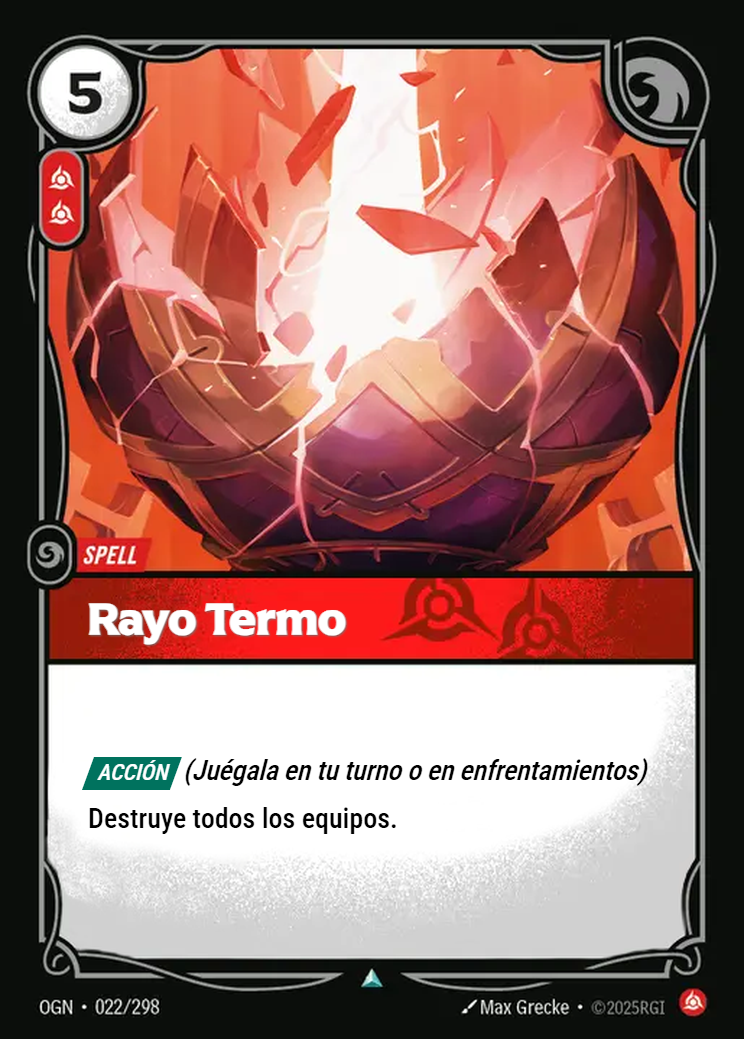 5
SPELL
Rayo Termo
ACCIÓN (Juégala en tu turno o en enfrentamientos)
Destruye todos los equipos.
OGN • 022/298
Max Grecke • ©2025RGI